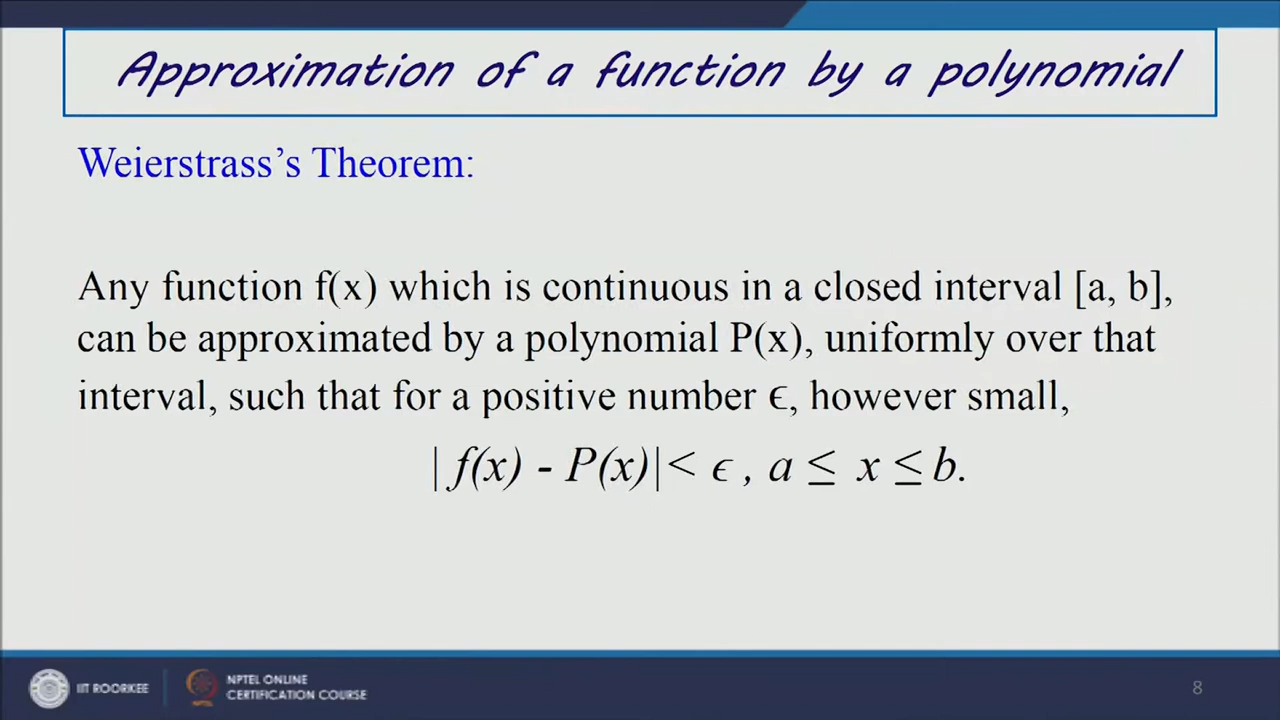 Approximation of a function by a polynomial
Weierstrass’s Theorem:
Any function f(x) which is continuous in a closed interval [a, b],
can be approximated by a polynomial P(x), uniformly over that
interval, such that for a positive number ϵ, however small,
| f(x) - P(x)|< ϵ , a ≤ x ≤ b.
IIT ROORKEE
NPTEL ONLINE
CERTIFICATION COURSE
8